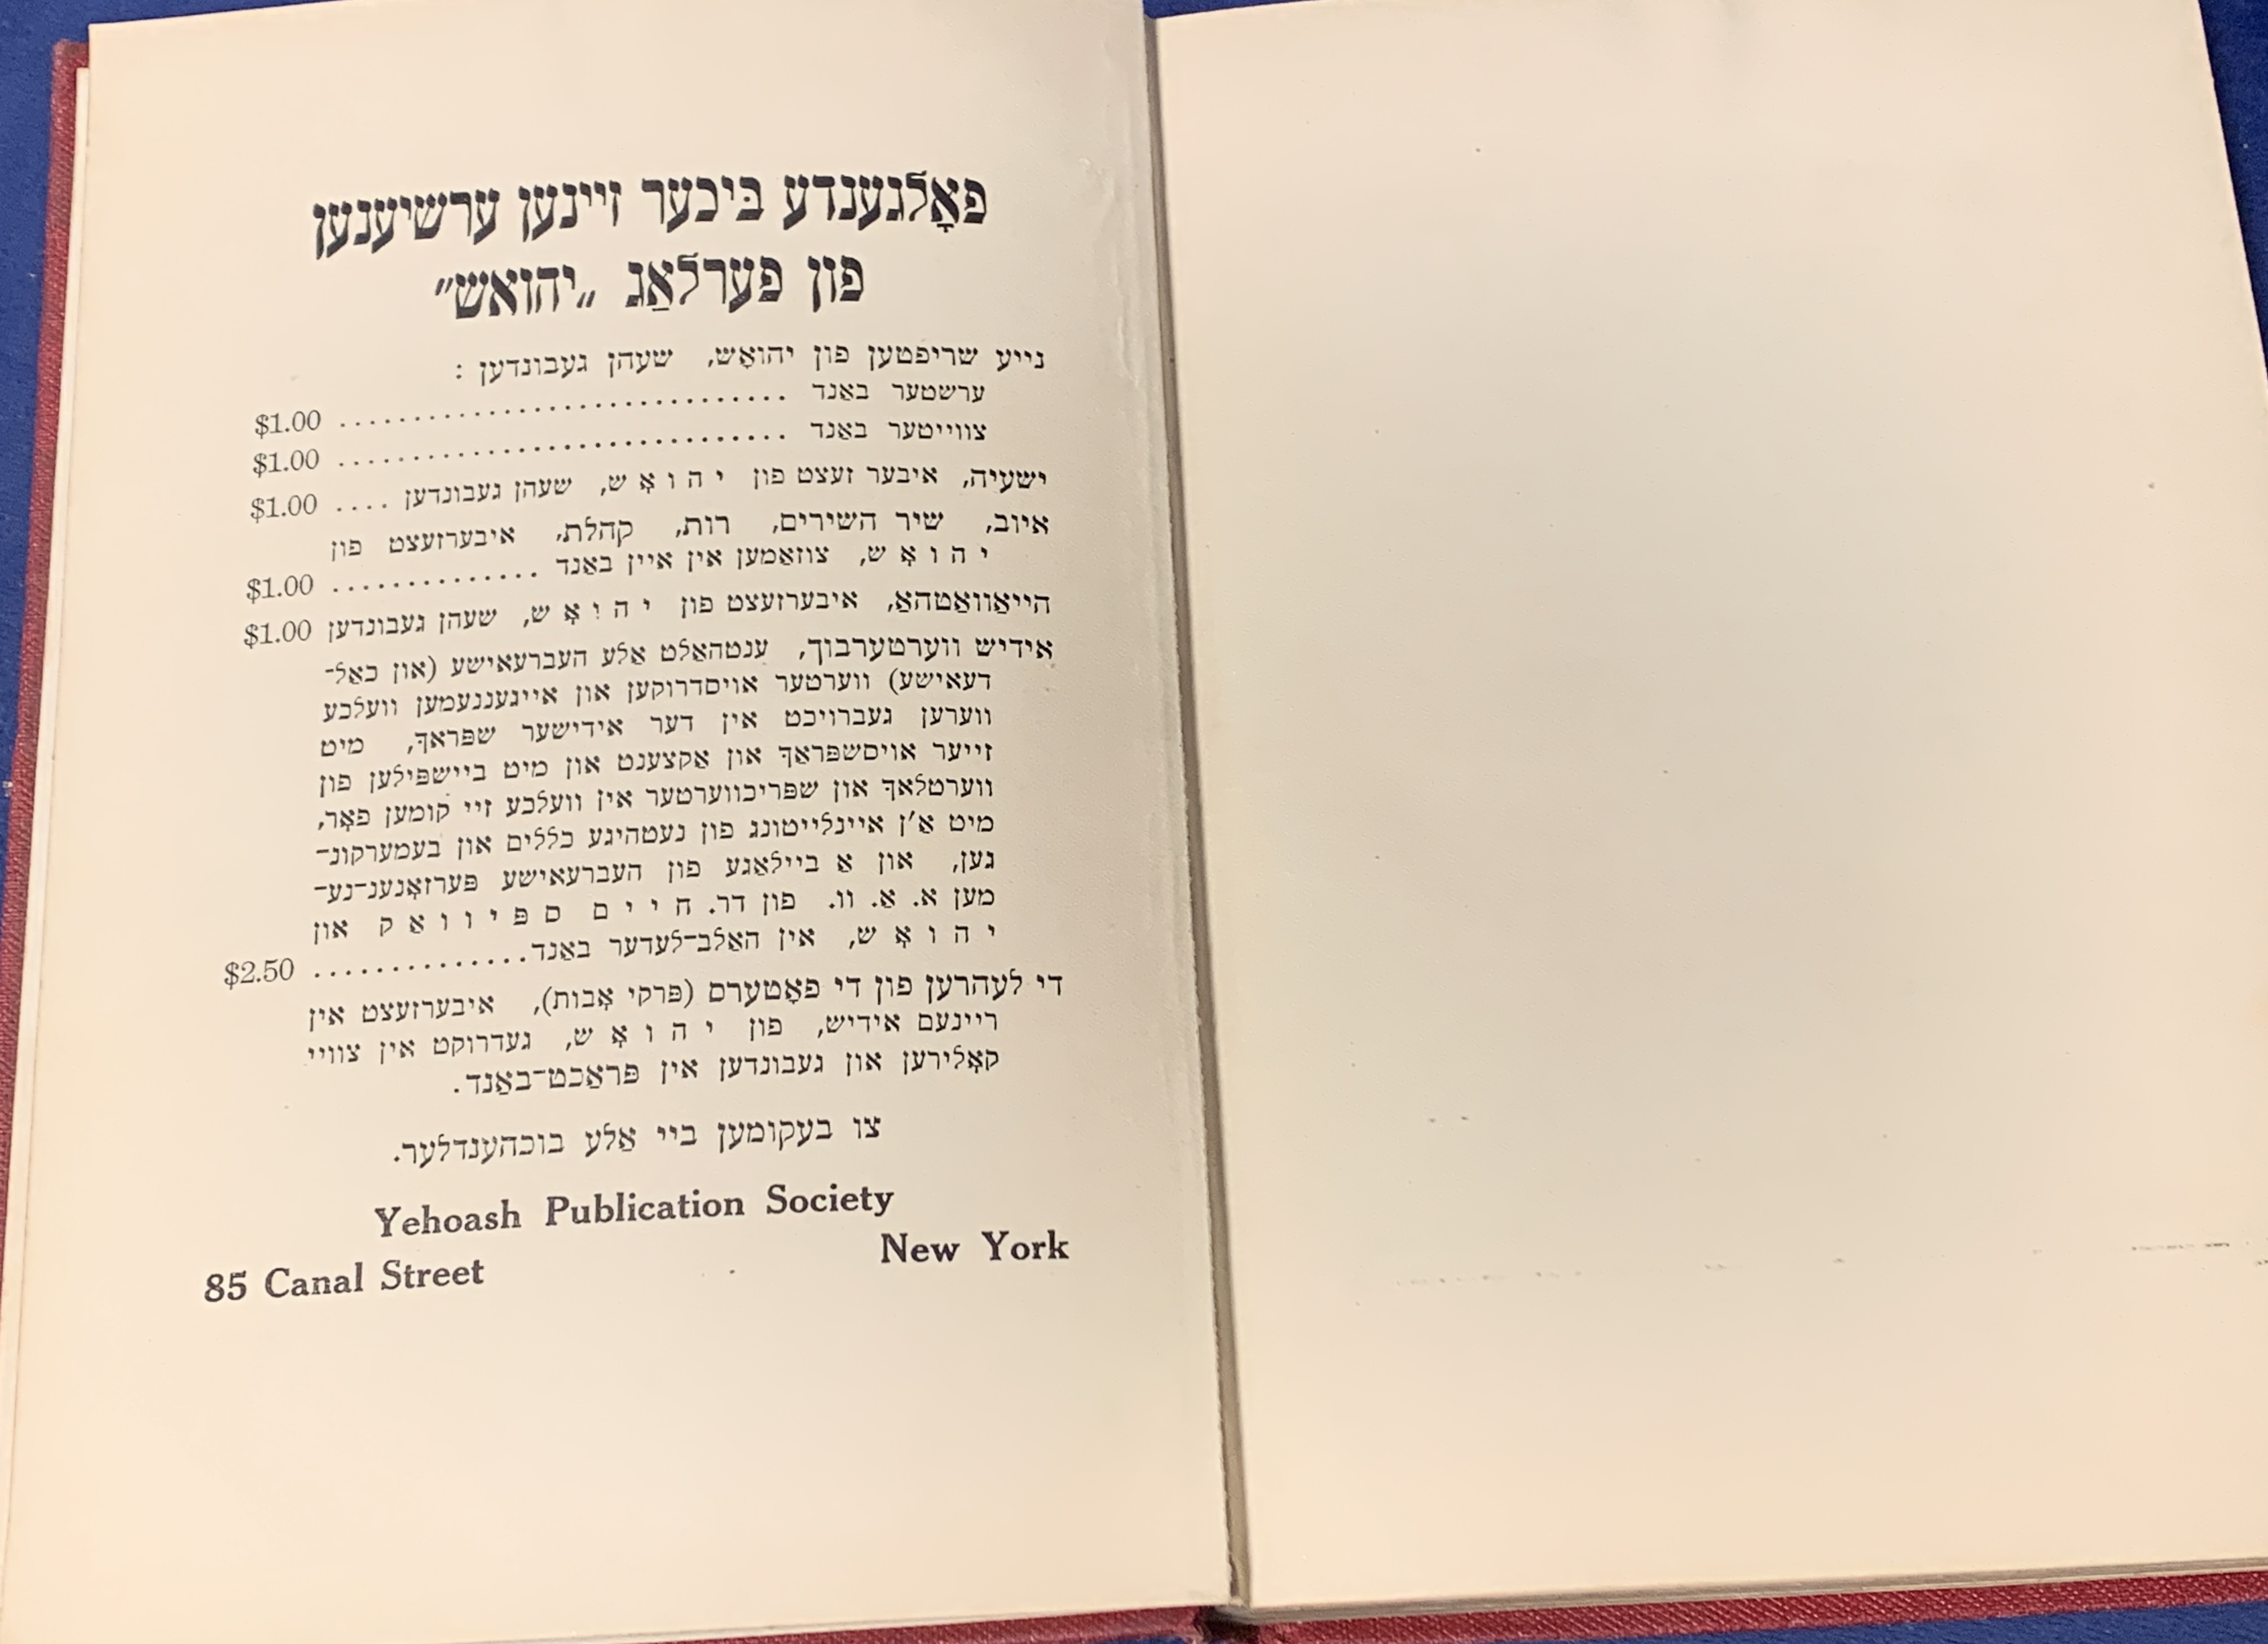 פאָלגענדע ביכער זיינען ערשיענען
פון פערלאַג „יהואש״
נייע שריפטען פון יהואָש, שעהן געבונדען :
ערשטער באַנד ................................ $1.00
צווייטער באַנד ................................ $1.00
ישעיה, איבער זעצט פון י ה ו אָ ש, שעהן געבונדען .... $1.00
איוב, שיר השירים, רות, קהלת, איבערזעצט פון
י ה ו אָ ש, צוזאַמען אין איין באַנד .............. $1.00
הייאַוואַטהאַ, איבערזעצט פון י ה ו אָ ש, שעהן געבונדען $1.00
אידיש ווערטערבוך, ענטהאַלט אַלע העברעאישע (און כאַל־
דעאישע) ווערטער אויסדרוקען און אייגעננעמען וועלכע
ווערען געברויכט אין דער אידישער שפּראַך, מיט
זייער אויסשפּראַך און אַקצענט און מיט ביישפּילען פון
ווערטלאַך און שפּריכווערטער אין וועלכע זיי קומען פאָר,
מיט אַ'ן איינלייטונג פון נעטהיגע כללים און בעמערקונ־
גען, און אַ ביילאַגע פון העברעאישע פּערזאָנענ־נע־
מען א. אַ. וו. פון דר. ח י י ם ס פּ י ו ו אַ ק און
י ה ו אָ ש, אין האַלב־לעדער באַנד.............. $2.50
די לעהרען פון די פאָטערס (פּרקי אָבות), איבערזעצט אין
ריינעם אידיש, פון י ה ו אָ ש, געדרוקט אין צוויי
קאָלירען און געבונדען אין פּראַכט־באַנד.
צו בעקומען ביי אַלע בוכהענדלער.
Yehoash Publication Society
85 Canal Street New York